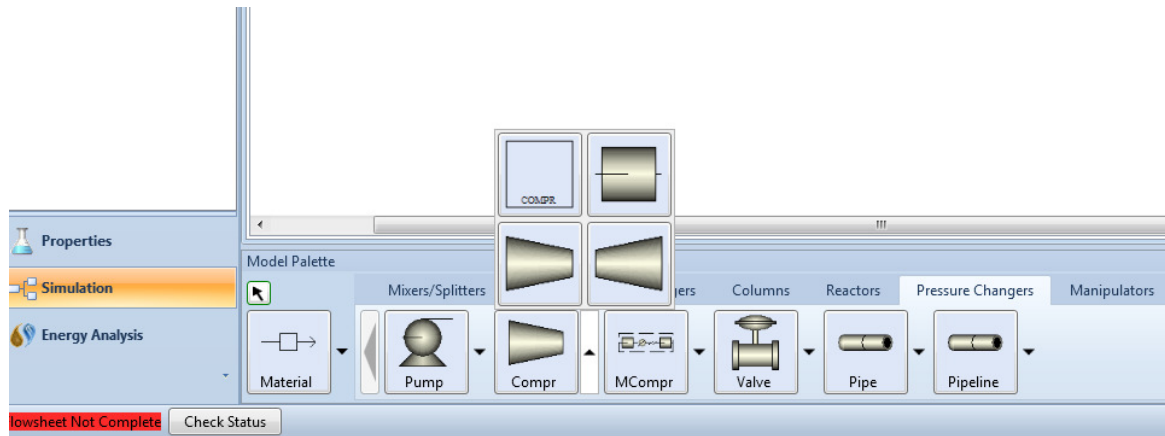 COMPR
Properties
Model Palette
Simulation
Mixers/Splitters
gers
Columns
Reactors
Pressure Changers
Manipulators
Energy Analysis
Material
Pump
Compr
MCompr
Valve
Pipe
Pipeline
lowsheet Not Complete
Check Status